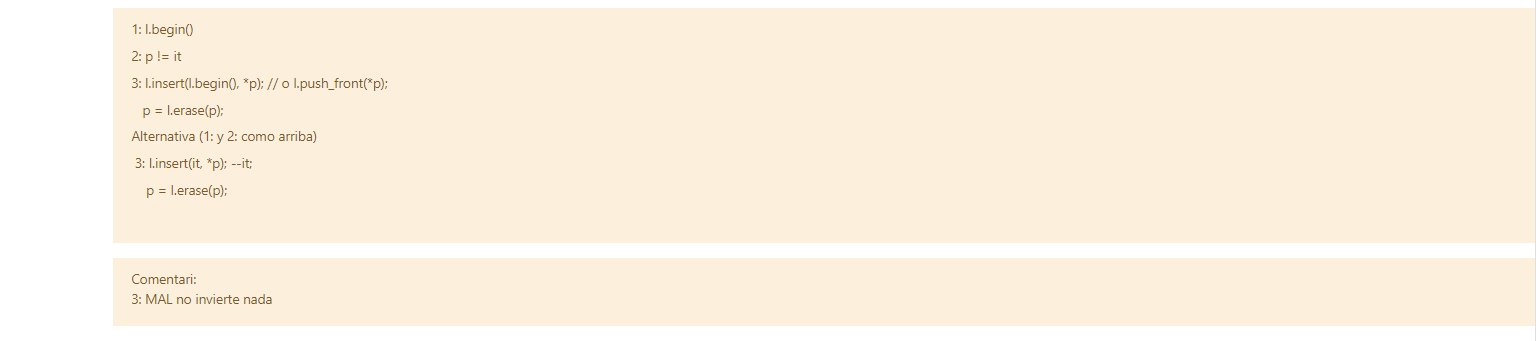 1: l.begin()
2: p != it
3: l.insert(l.begin(), *p); // o l.push_front(*p);
p = l.erase(p);
Alternativa (1: y 2: como arriba)
3: l.insert(it, *p); --it;
p = l.erase(p);
Comentari:
3: MAL no invierte nada